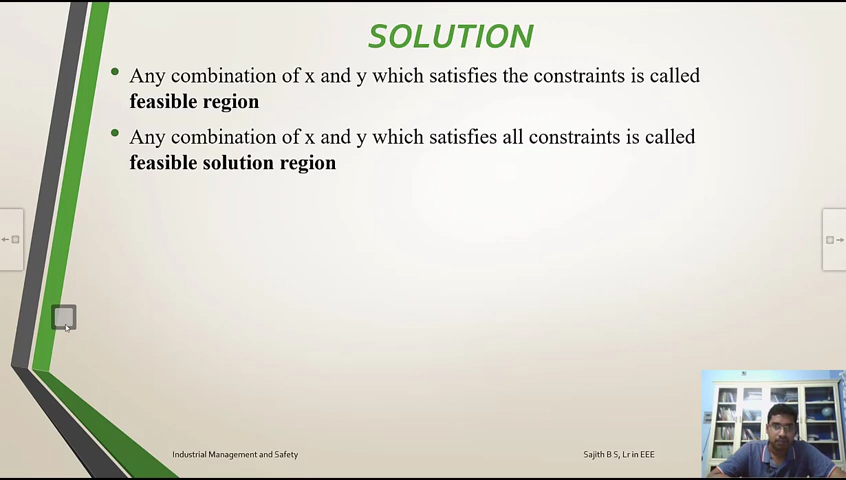 SOLUTION
• Any combination of x and y which satisfies the constraints is called
feasible region
• Any combination of x and y which satisfies all constraints is called
feasible solution region
Industrial Management and Safety
Sajith B S, Lr in EEE